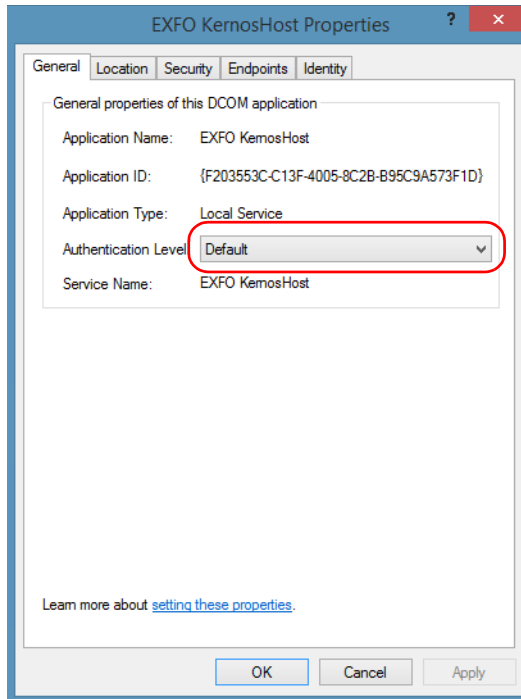 EXFO KernosHost Properties
?
×
General Location Security Endpoints Identity
General properties of this DCOM application
Application Name: EXFO KernosHost
Application ID: {F203553C-C13F-4005-8C2B-B95C9A573F1D}
Application Type: Local Service
Authentication Level Default
Service Name: EXFO KernosHost
Learn more about setting these properties.
OK Cancel Apply